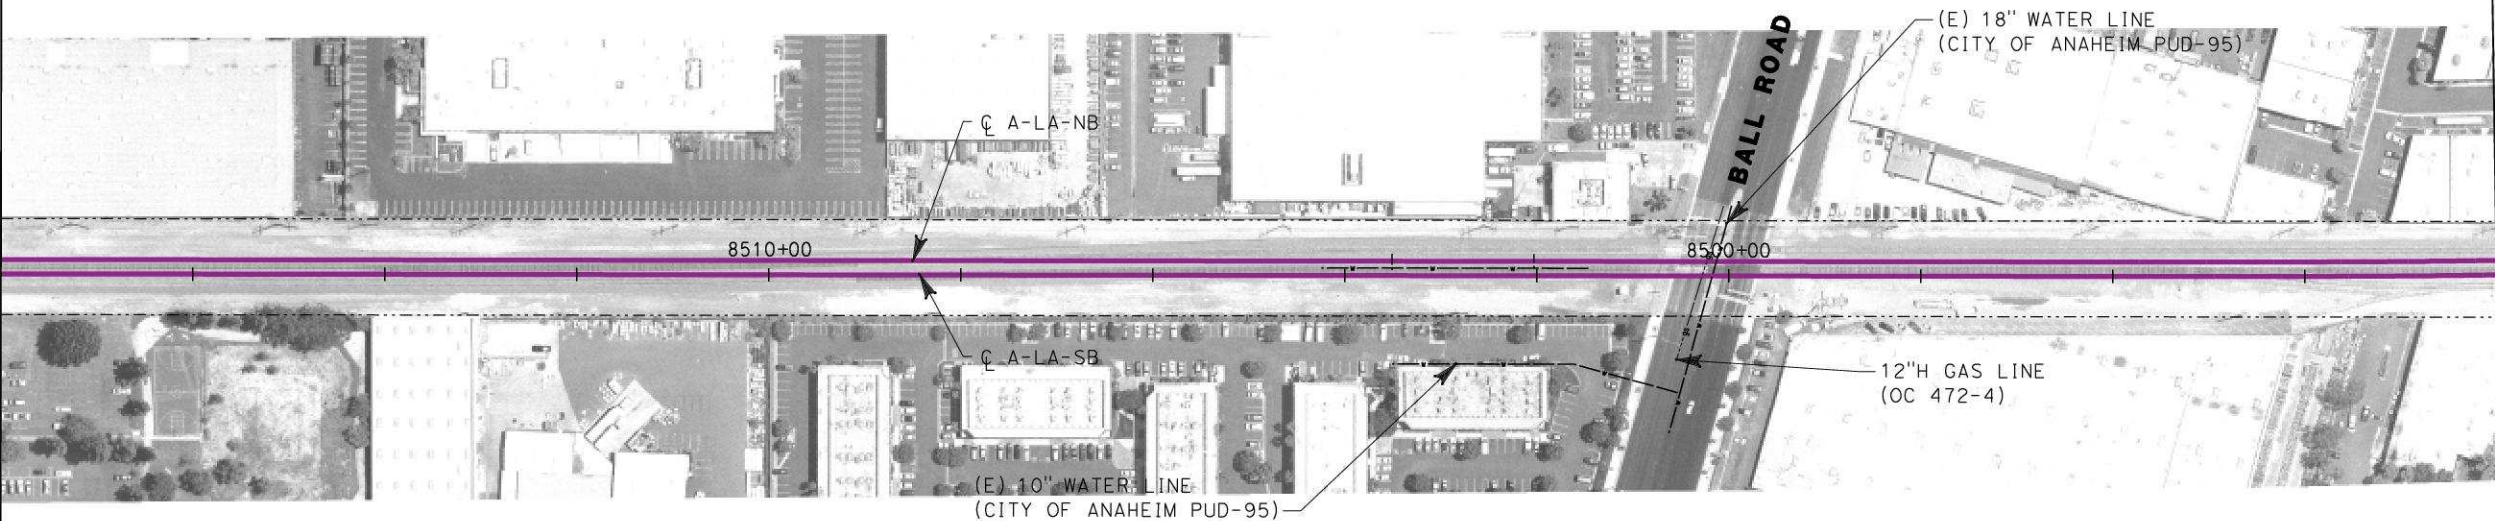 (E) 18" WATER LINE
(CITY OF ANAHEIM PUD-95)
BALL ROAD
℄ A-LA-NB
8510+00
8500+00
℄ A-LA-SB
12"H GAS LINE
(OC 472-4)
(E) 10" WATER LINE
(CITY OF ANAHEIM PUD-95)